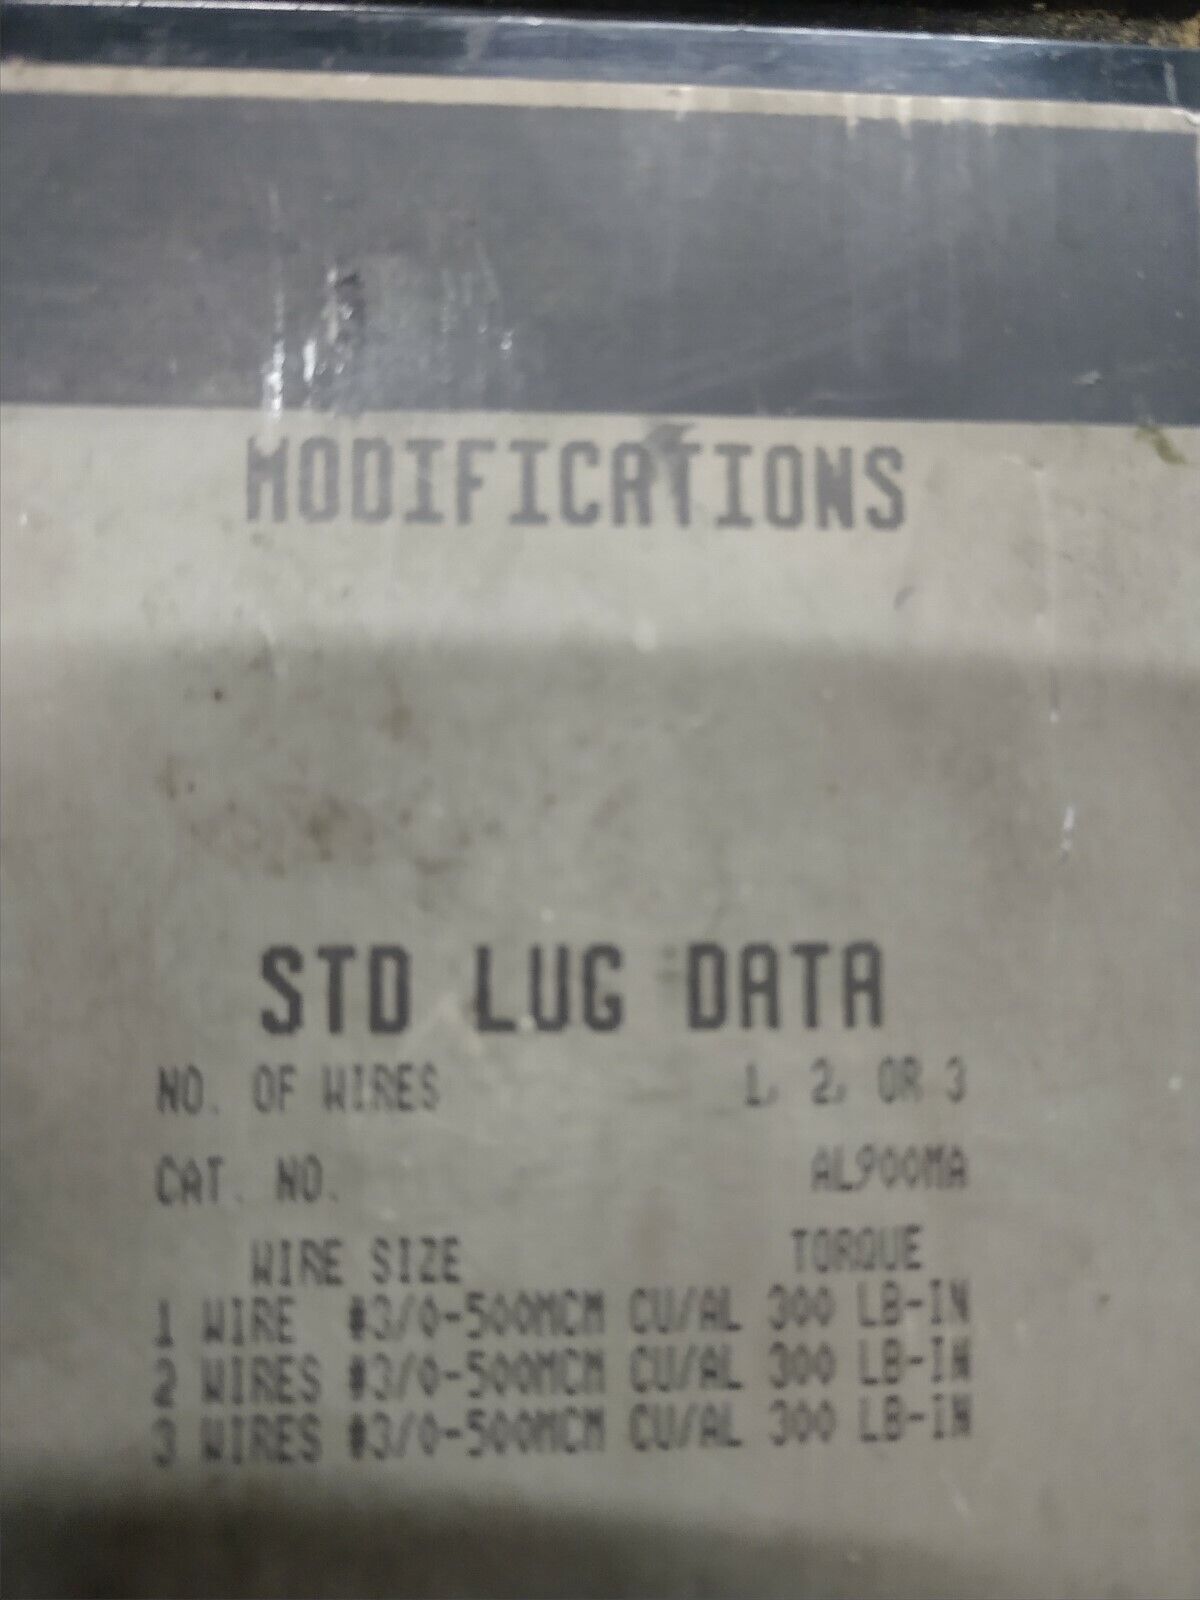 MODIFICATIONS
STD LUG DATA
NO. OF WIRES 1, 2, OR 3
CAT. NO. AL900MA
WIRE SIZE TORQUE
1 WIRE #3/0-500MCM CU/AL 300 LB-IN
2 WIRES #3/0-500MCM CU/AL 300 LB-IN
3 WIRES #3/0-500MCM CU/AL 300 LB-IN